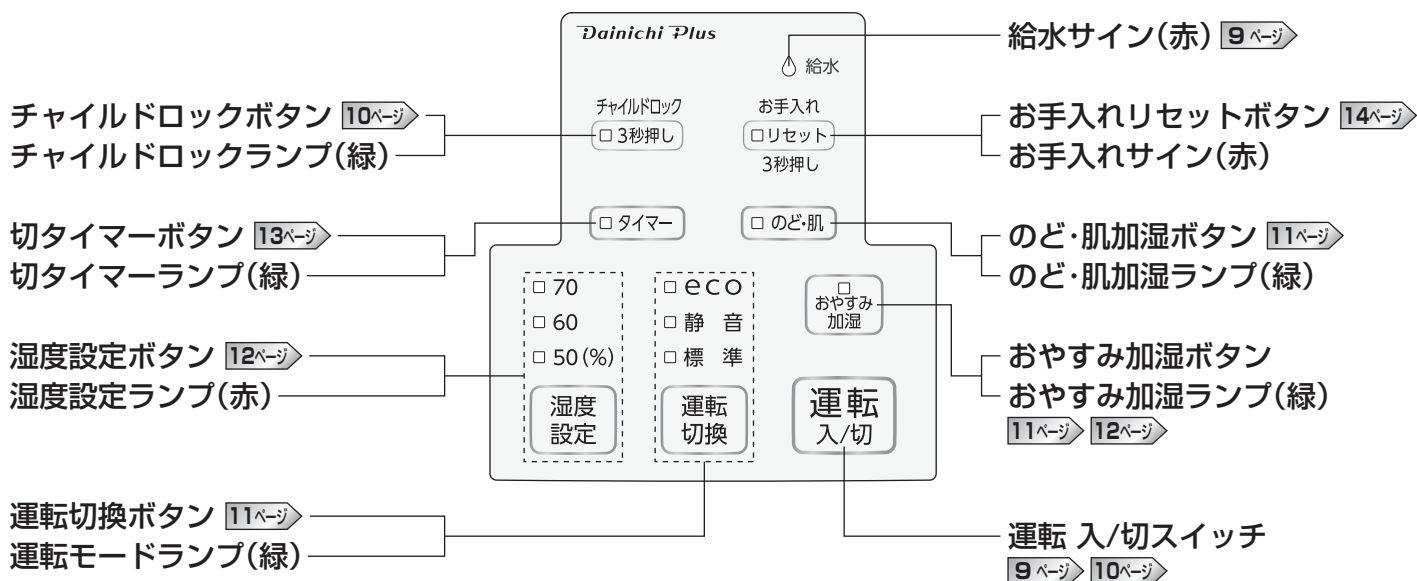 Dainichi Plus
給水
チャイルドロック
3秒押し
お手入れ
リセット
3秒押し
タイマー
のど・肌
70
60
50(%)
湿度
設定
eco
静 音
標 準
運転
切換
おやすみ
加湿
運転
入/切
チャイルドロックボタン 10ページ
チャイルドロックランプ(緑)
切タイマーボタン 13ページ
切タイマーランプ(緑)
湿度設定ボタン 12ページ
湿度設定ランプ(赤)
運転切換ボタン 11ページ
運転モードランプ(緑)
給水サイン(赤) 9ページ
お手入れリセットボタン 14ページ
お手入れサイン(赤)
のど・肌加湿ボタン 11ページ
のど・肌加湿ランプ(緑)
おやすみ加湿ボタン
おやすみ加湿ランプ(緑)
11ページ 12ページ
運転 入/切スイッチ
9ページ 10ページ